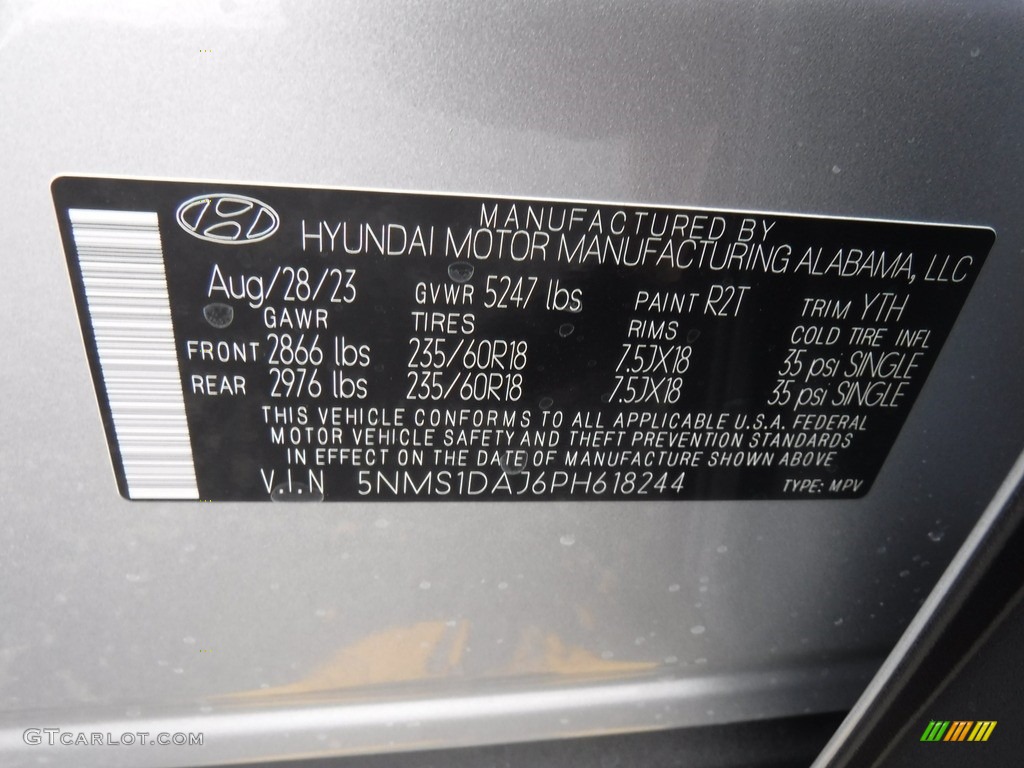 MANUFACTURED BY
HYUNDAI MOTOR MANUFACTURING ALABAMA, LLC
Aug/28/23 GVWR 5247 lbs PAINT R2T TRIM YTH
GAWR TIRES RIMS COLD TIRE INFL
FRONT 2866 lbs 235/60R18 7.5JX18 35 psi SINGLE
REAR 2976 lbs 235/60R18 7.5JX18 35 psi SINGLE
THIS VEHICLE CONFORMS TO ALL APPLICABLE U.S.A. FEDERAL
MOTOR VEHICLE SAFETY AND THEFT PREVENTION STANDARDS
IN EFFECT ON THE DATE OF MANUFACTURE SHOWN ABOVE
V.I.N 5NMS1DAJ6PH618244 TYPE: MPV
GTCARLOT.COM